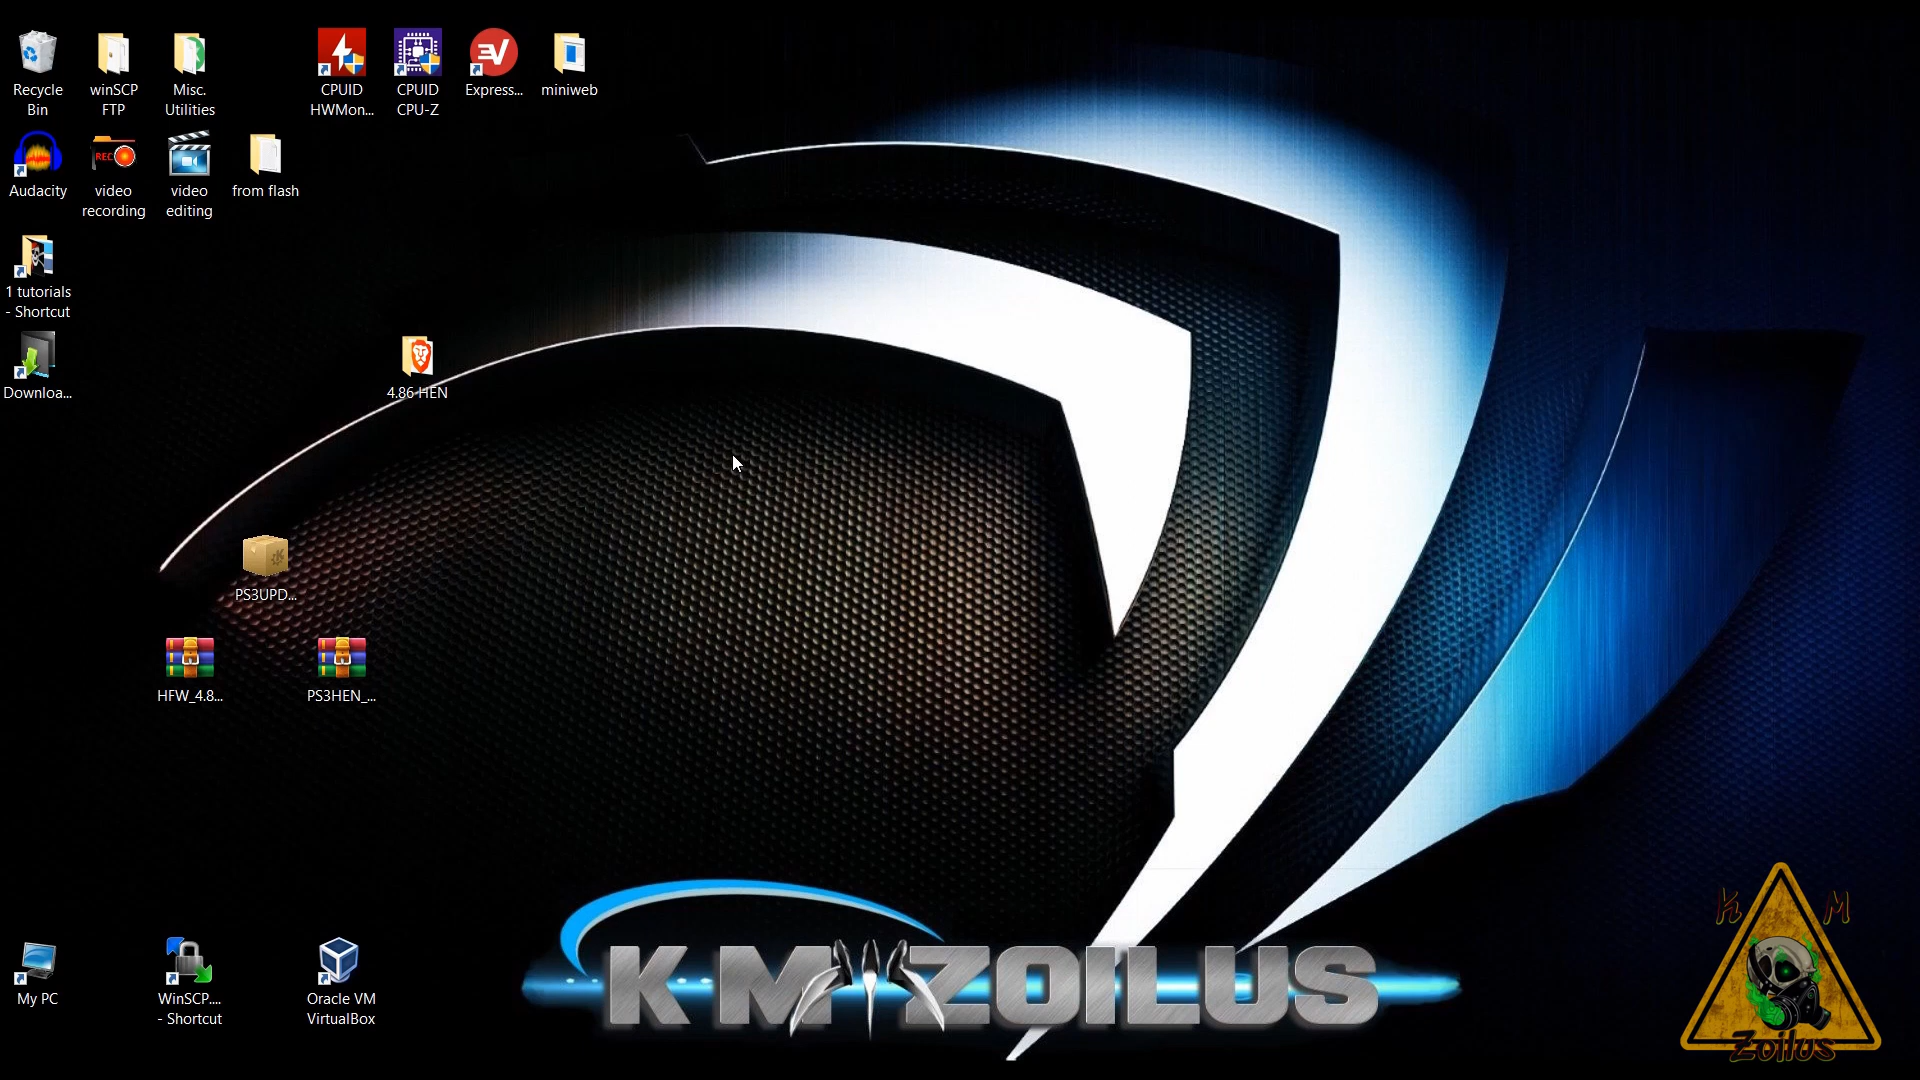 Recycle
Bin
winSCP
FTP
Misc.
Utilities
CPUID
HWMon...
CPUID
CPU-Z
Express...
miniweb
Audacity
video
recording
video
editing
from flash
REC
1 tutorials
- Shortcut
Downloa...
4.86 HEN
PS3UPD...
HFW_4.8...
PS3HEN_...
My PC
WinSCP....
- Shortcut
Oracle VM
VirtualBox
KM ZOILUS
K M
Zoilus